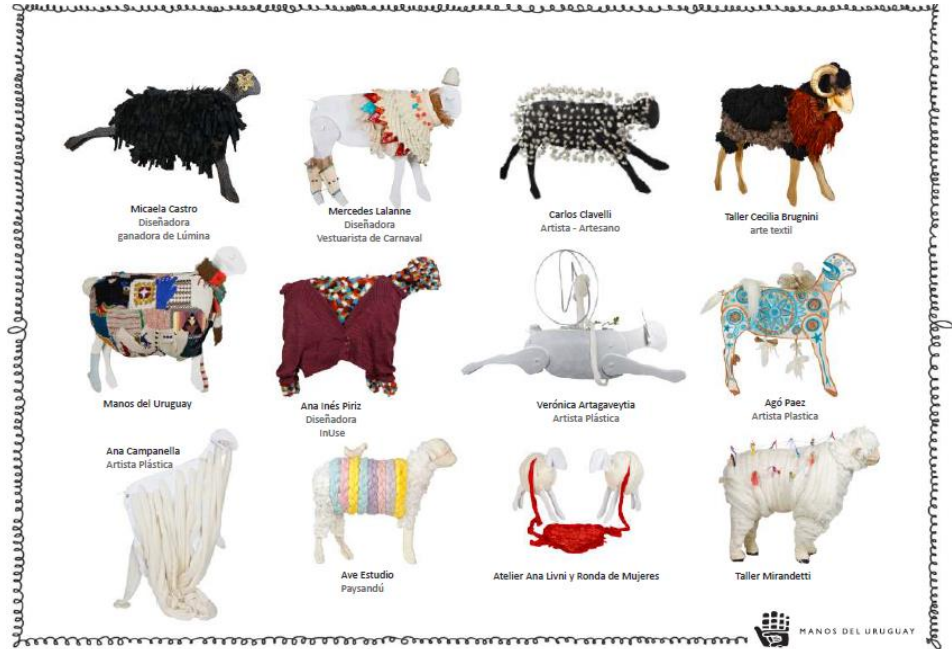 Micaela Castro
Diseñadora
ganadora de Lúmina
Mercedes Lalanne
Diseñadora
Vestuarista de Carnaval
Carlos Clavelli
Artista - Artesano
Taller Cecilia Brugnini
arte textil
Manos del Uruguay
Ana Inés Piriz
Diseñadora
InUse
Verónica Artagaveytia
Artista Plástica
Agó Paez
Artista Plastica
Ana Campanella
Artista Plástica
Ave Estudio
Paysandú
Atelier Ana Livni y Ronda de Mujeres
Taller Mirandetti
MANOS DEL URUGUAY